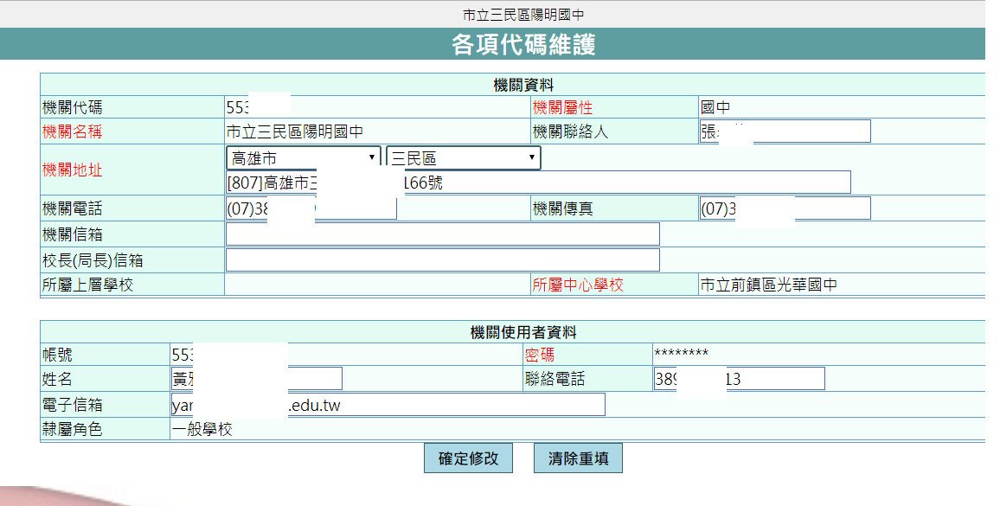 市立三民區陽明國中
各項代碼維護
機關資料
機關代碼 553 機關屬性 國中
機關名稱 市立三民區陽明國中 機關聯絡人 張
機關地址 高雄市 三民區
[807]高雄市三 166號
機關電話 (07)38 機關傳真 (07)3
機關信箱
校長(局長)信箱
所屬上層學校 所屬中心學校 市立前鎮區光華國中
機關使用者資料
帳號 553 密碼 ********
姓名 黃 聯絡電話 389 13
電子信箱 yan .edu.tw
隸屬角色 一般學校
確定修改 清除重填